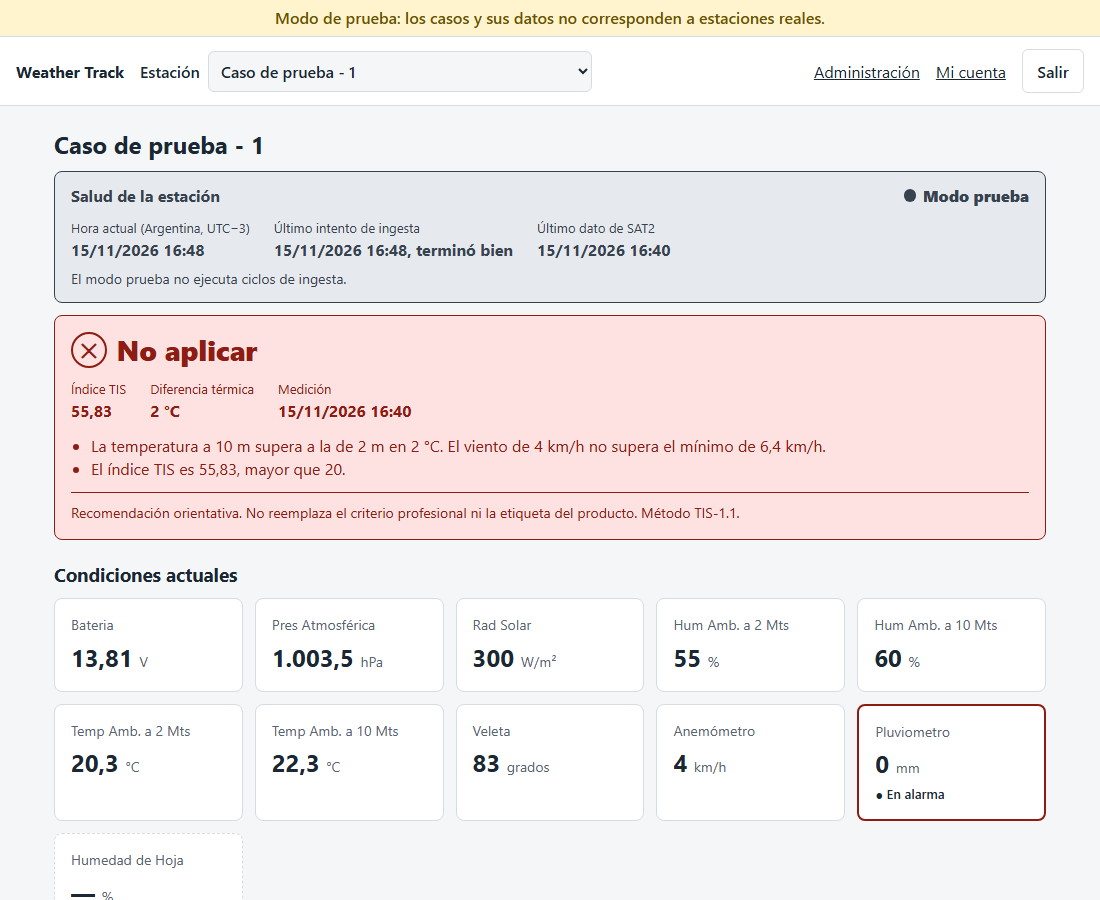 Modo de prueba: los casos y sus datos no corresponden a estaciones reales.
Weather Track Estación Caso de prueba - 1 Administración Mi cuenta Salir
Caso de prueba - 1
Salud de la estación Modo prueba
Hora actual (Argentina, UTC−3) Último intento de ingesta Último dato de SAT2
15/11/2026 16:48 15/11/2026 16:48, terminó bien 15/11/2026 16:40
El modo prueba no ejecuta ciclos de ingesta.
No aplicar
Índice TIS Diferencia térmica Medición
55,83 2 °C 15/11/2026 16:40
La temperatura a 10 m supera a la de 2 m en 2 °C. El viento de 4 km/h no supera el mínimo de 6,4 km/h.
El índice TIS es 55,83, mayor que 20.
Recomendación orientativa. No reemplaza el criterio profesional ni la etiqueta del producto. Método TIS-1.1.
Condiciones actuales
Bateria Pres Atmosférica Rad Solar Hum Amb. a 2 Mts Hum Amb. a 10 Mts
13,81 V 1.003,5 hPa 300 W/m² 55 % 60 %
Temp Amb. a 2 Mts Temp Amb. a 10 Mts Veleta Anemómetro Pluviometro
20,3 °C 22,3 °C 83 grados 4 km/h 0 mm
● En alarma
Humedad de Hoja
— %